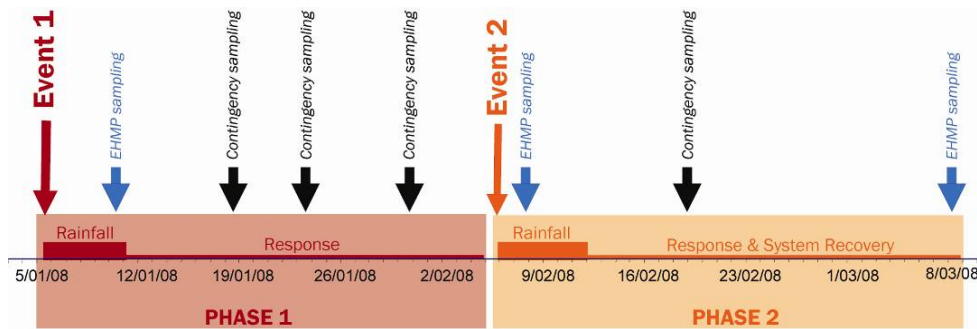 Event 1
EHMP sampling
Contingency sampling
Contingency sampling
Contingency sampling
Event 2
EHMP sampling
Contingency sampling
EHMP sampling
Rainfall
Response
Rainfall
Response & System Recovery
5/01/08 12/01/08 19/01/08 26/01/08 2/02/08 9/02/08 16/02/08 23/02/08 1/03/08 8/03/08
PHASE 1
PHASE 2